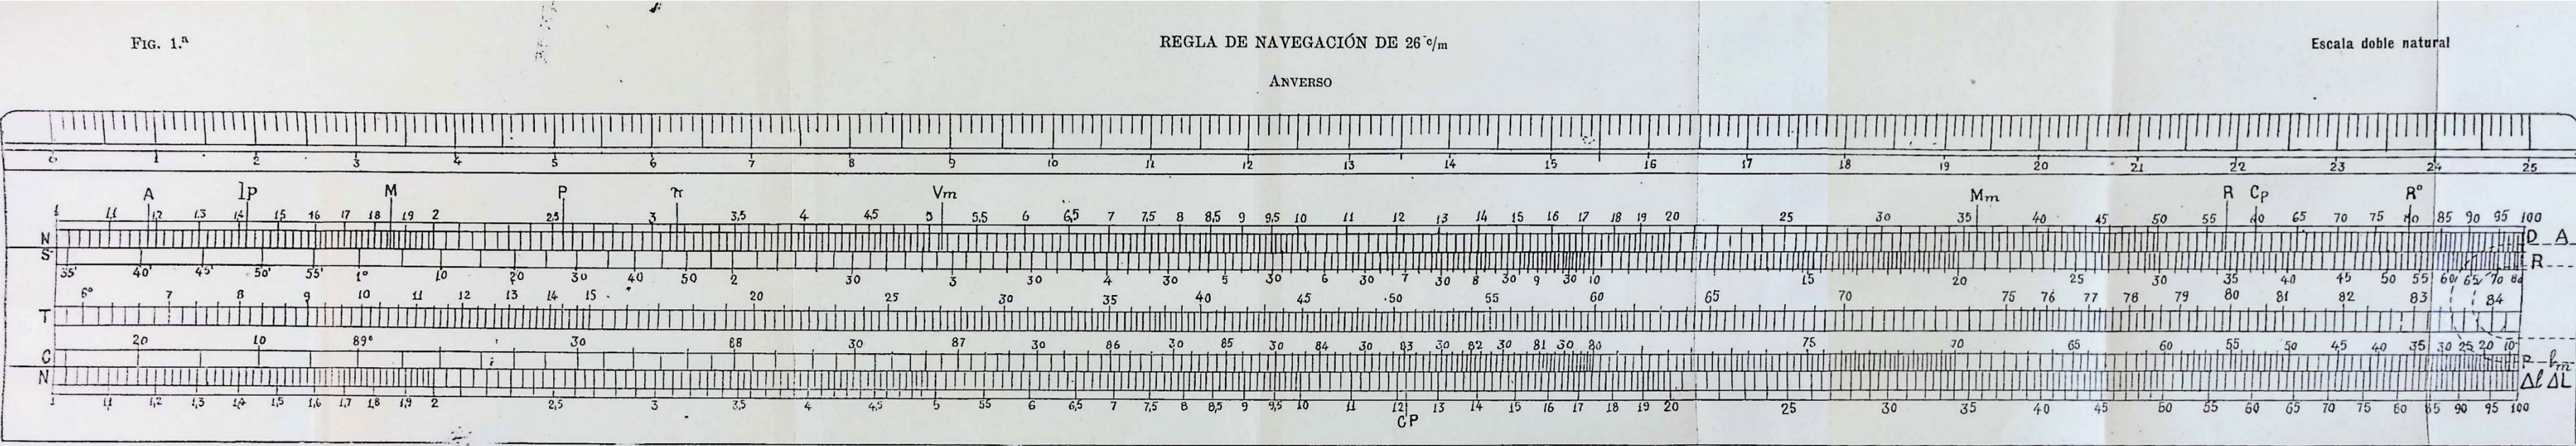 FIG. 1.ª
REGLA DE NAVEGACIÓN DE 26 c/m
Escala doble natural
ANVERSO
0 1 2 3 4 5 6 7 8 9 10 11 12 13 14 15 16 17 18 19 20 21 22 23 24 25
A lp M P π Vm Mm R Cp R°
1 1,1 1,2 1,3 1,4 1,5 16 17 18 19 2 2,5 3 3,5 4 4,5 5 5,5 6 6,5 7 7,5 8 8,5 9 9,5 10 11 12 13 14 15 16 17 18 19 20 25 30 35 40 45 50 55 60 65 70 75 80 85 90 95 100
N D A
S R
35' 40' 45' 50' 55' 1° 10 20 30 40 50 2 30 3 30 4 30 5 30 6 30 7 30 8 30 9 30 10 15 20 25 30 35 40 45 50 55 60 65 70 80
6° 7 8 9 10 11 12 13 14 15 20 25 30 35 40 45 50 55 60 65 70 75 76 77 78 79 80 81 82 83 84
T
20 10 89° 30 88 30 87 30 86 30 85 30 84 30 83 30 82 30 81 30 80 75 70 65 60 55 50 45 40 35 30 25 20 10
C P lm
N Δl ΔL
1 1,1 1,2 1,3 1,4 1,5 1,6 1,7 1,8 1,9 2 2,5 3 3,5 4 4,5 5 55 6 6,5 7 7,5 8 8,5 9 9,5 10 11 12 13 14 15 16 17 18 19 20 25 30 35 40 45 50 55 60 65 70 75 80 85 90 95 100
CP